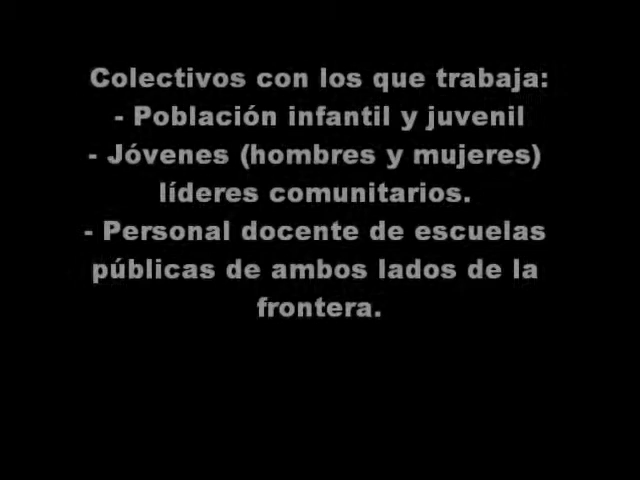 Colectivos con los que trabaja:
- Población infantil y juvenil
- Jóvenes (hombres y mujeres)
líderes comunitarios.
- Personal docente de escuelas
públicas de ambos lados de la
frontera.